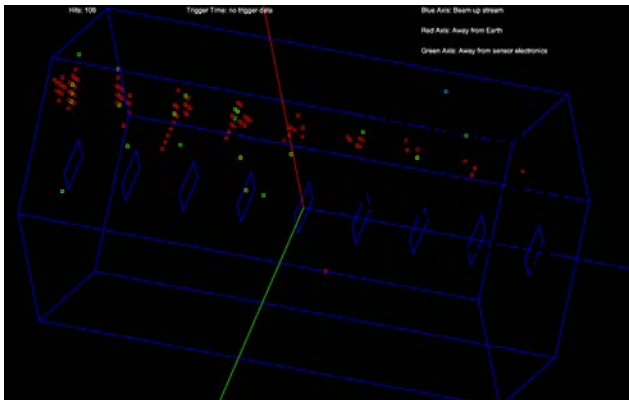 Hits: 106
Trigger Time: no trigger data
Blue Axis: Beam up stream
Red Axis: Away from Earth
Green Axis: Away from sensor electronics